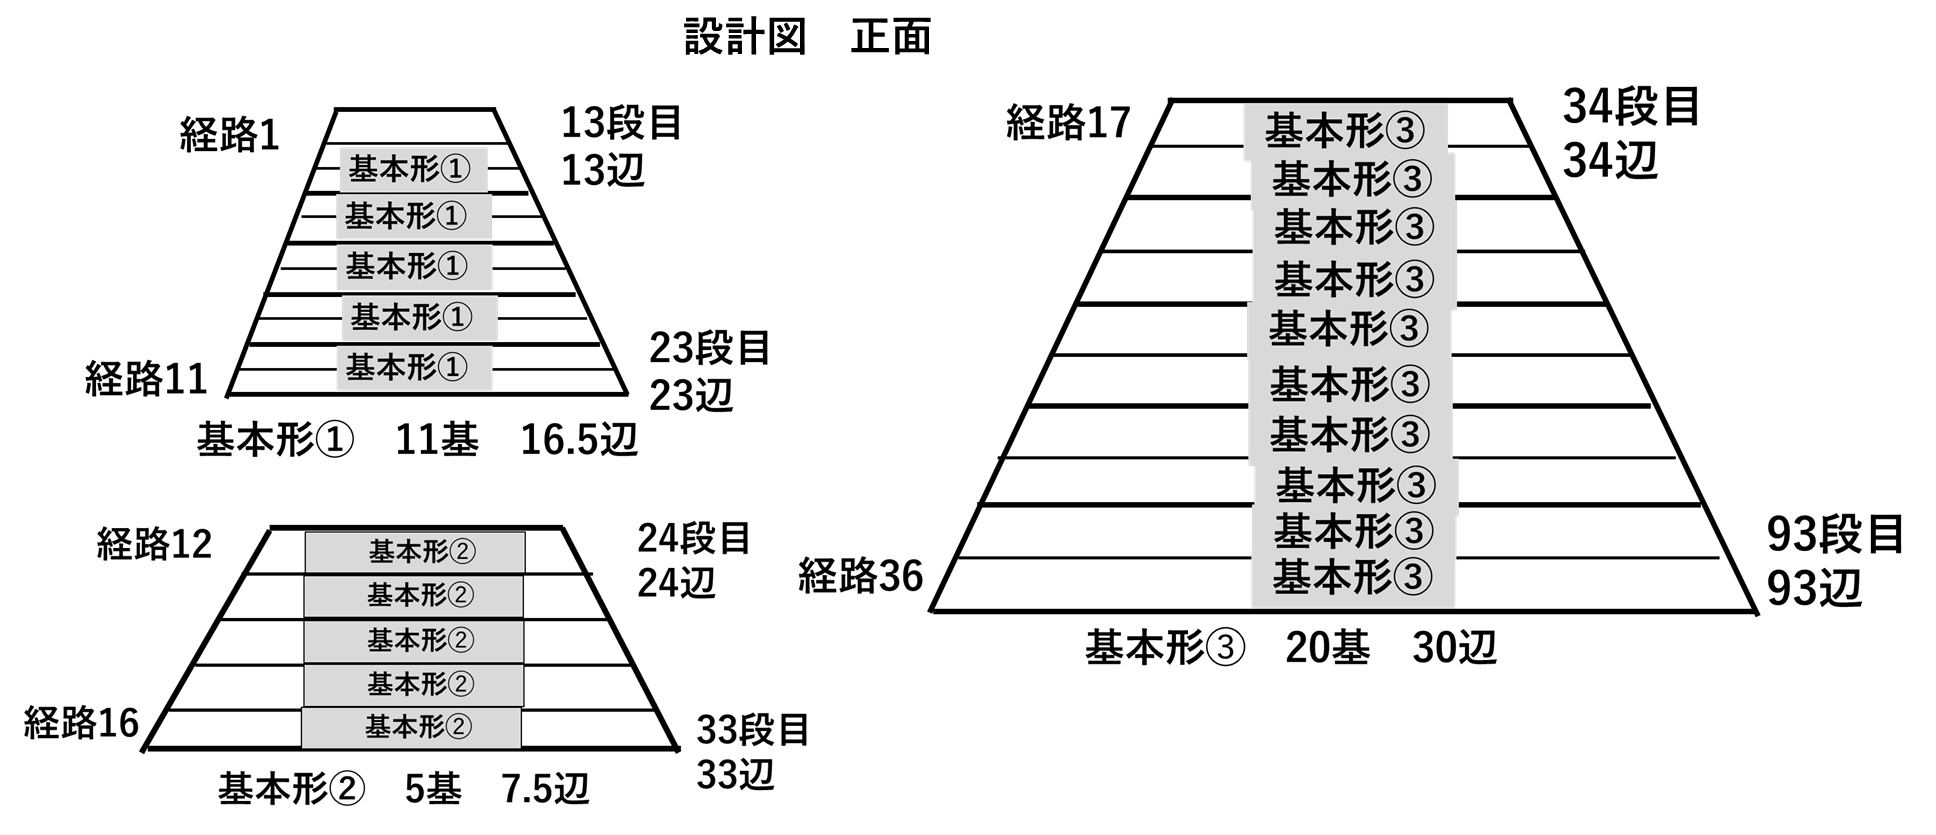 設計図　正面
経路1
13段目
13辺
基本形①
基本形①
基本形①
基本形①
基本形①
経路11
23段目
23辺
基本形①　11基　16.5辺
経路12
24段目
24辺
基本形②
基本形②
基本形②
基本形②
基本形②
経路16
33段目
33辺
基本形②　5基　7.5辺
経路17
34段目
34辺
基本形③
基本形③
基本形③
基本形③
基本形③
基本形③
基本形③
基本形③
基本形③
基本形③
経路36
93段目
93辺
基本形③　20基　30辺